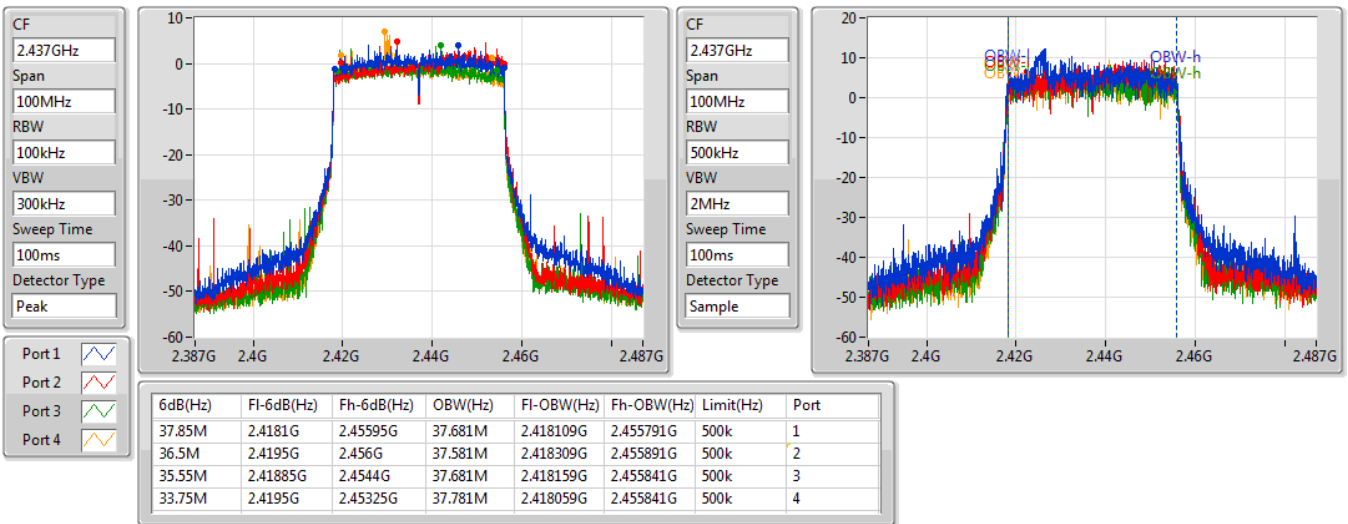 CF
2.437GHz
Span
100MHz
RBW
100kHz
VBW
300kHz
Sweep Time
100ms
Detector Type
Peak
10
0
-10
-20
-30
-40
-50
-60
2.387G 2.4G 2.42G 2.44G 2.46G 2.487G
CF
2.437GHz
Span
100MHz
RBW
500kHz
VBW
2MHz
Sweep Time
100ms
Detector Type
Sample
20
10
0
-10
-20
-30
-40
-50
-60
OBW-l
OBW-h
OBW-h
2.387G 2.4G 2.42G 2.44G 2.46G 2.487G
Port 1
Port 2
Port 3
Port 4
6dB(Hz) Fl-6dB(Hz) Fh-6dB(Hz) OBW(Hz) Fl-OBW(Hz) Fh-OBW(Hz) Limit(Hz) Port
37.85M 2.4181G 2.45595G 37.681M 2.418109G 2.455791G 500k 1
36.5M 2.4195G 2.456G 37.581M 2.418309G 2.455891G 500k 2
35.55M 2.41885G 2.4544G 37.681M 2.418159G 2.455841G 500k 3
33.75M 2.4195G 2.45325G 37.781M 2.418059G 2.455841G 500k 4